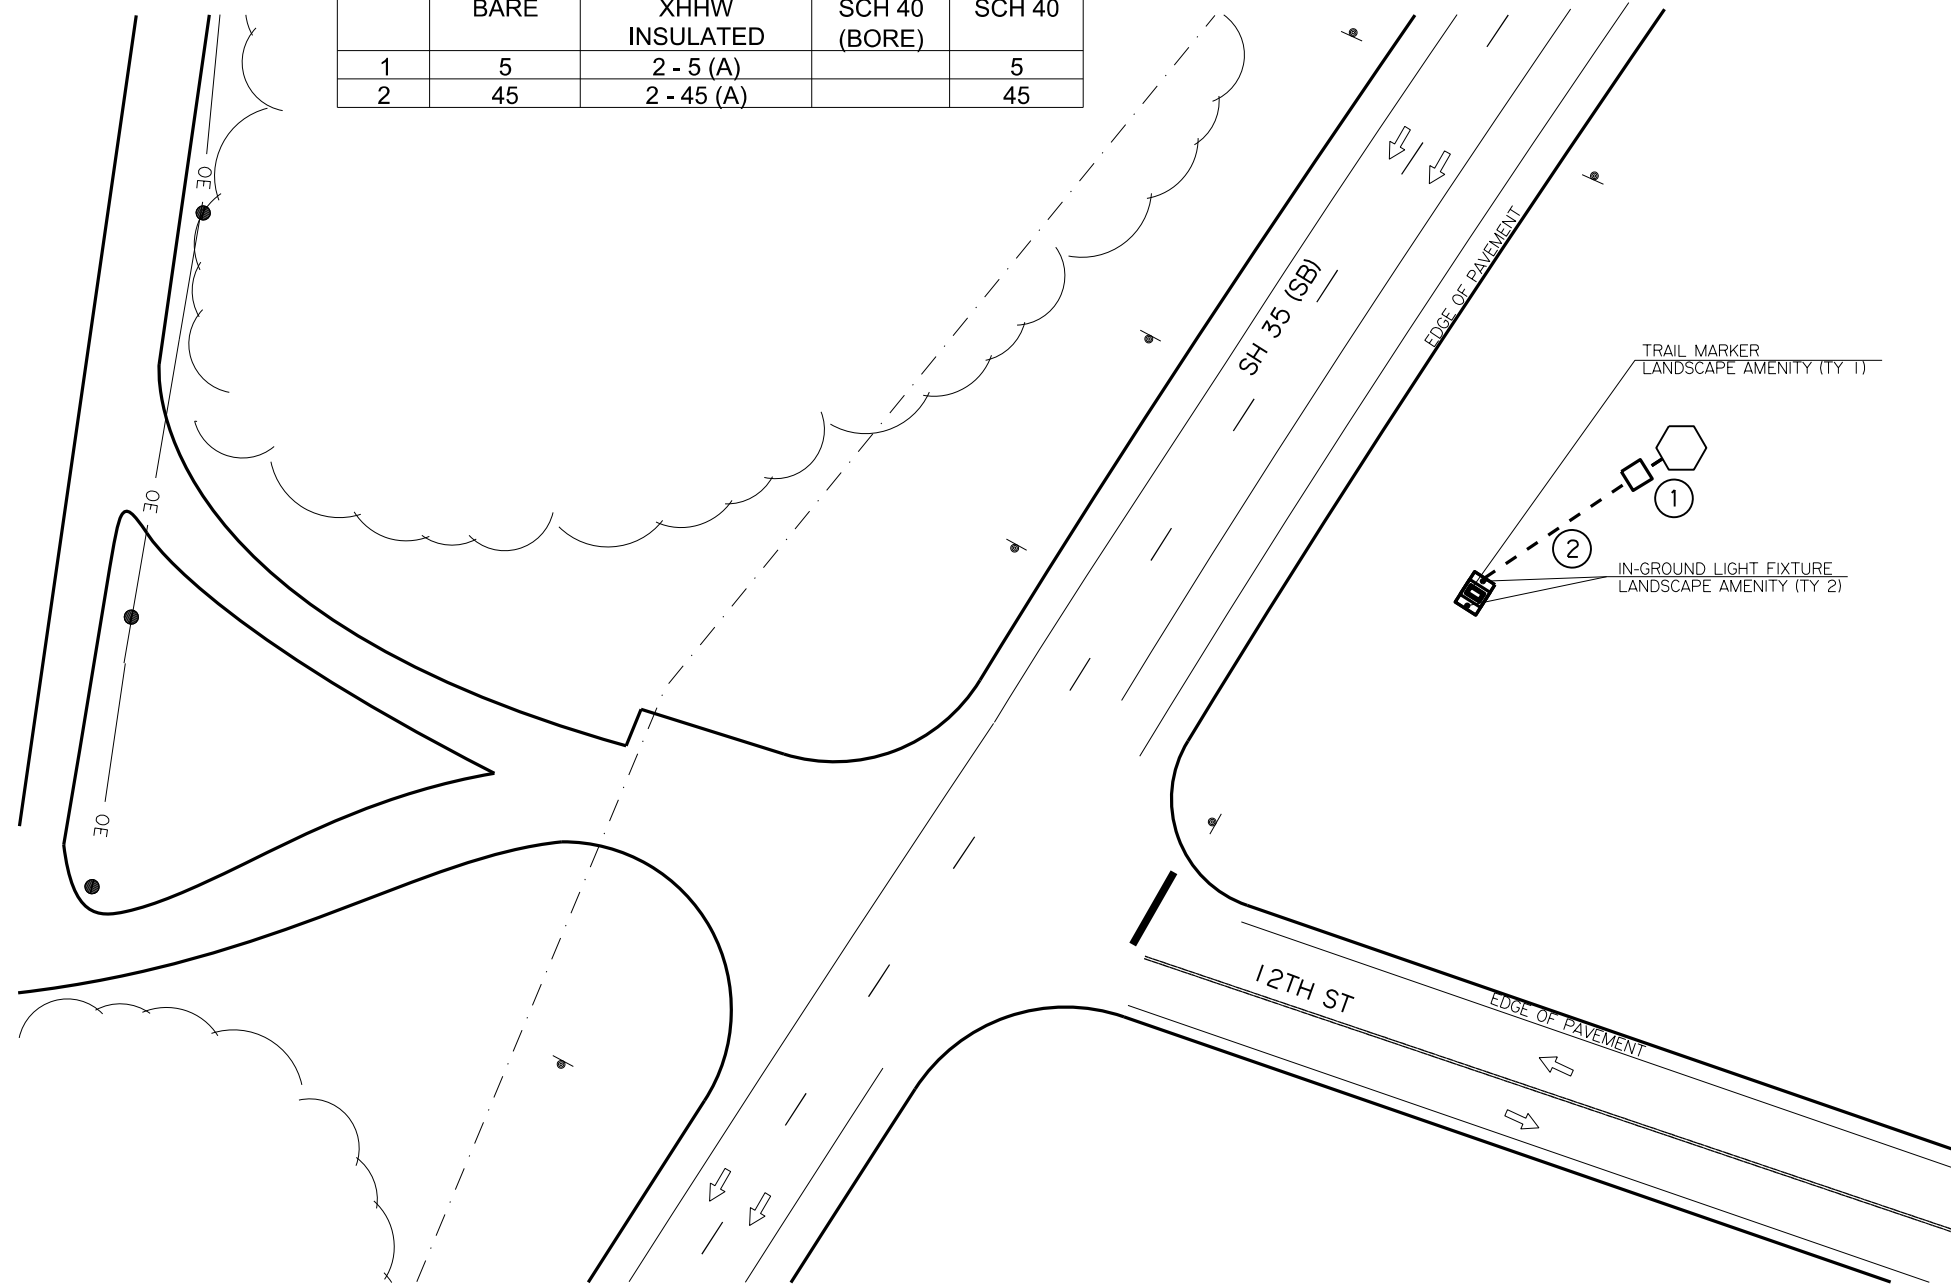 BARE XHHW SCH 40 SCH 40
INSULATED (BORE)
1 5 2 - 5 (A) 5
2 45 2 - 45 (A) 45
OE
SH 35 (SB)
EDGE OF PAVEMENT
TRAIL MARKER
LANDSCAPE AMENITY (TY 1)
1
OE
2
IN-GROUND LIGHT FIXTURE
LANDSCAPE AMENITY (TY 2)
OE
12TH ST
EDGE OF PAVEMENT